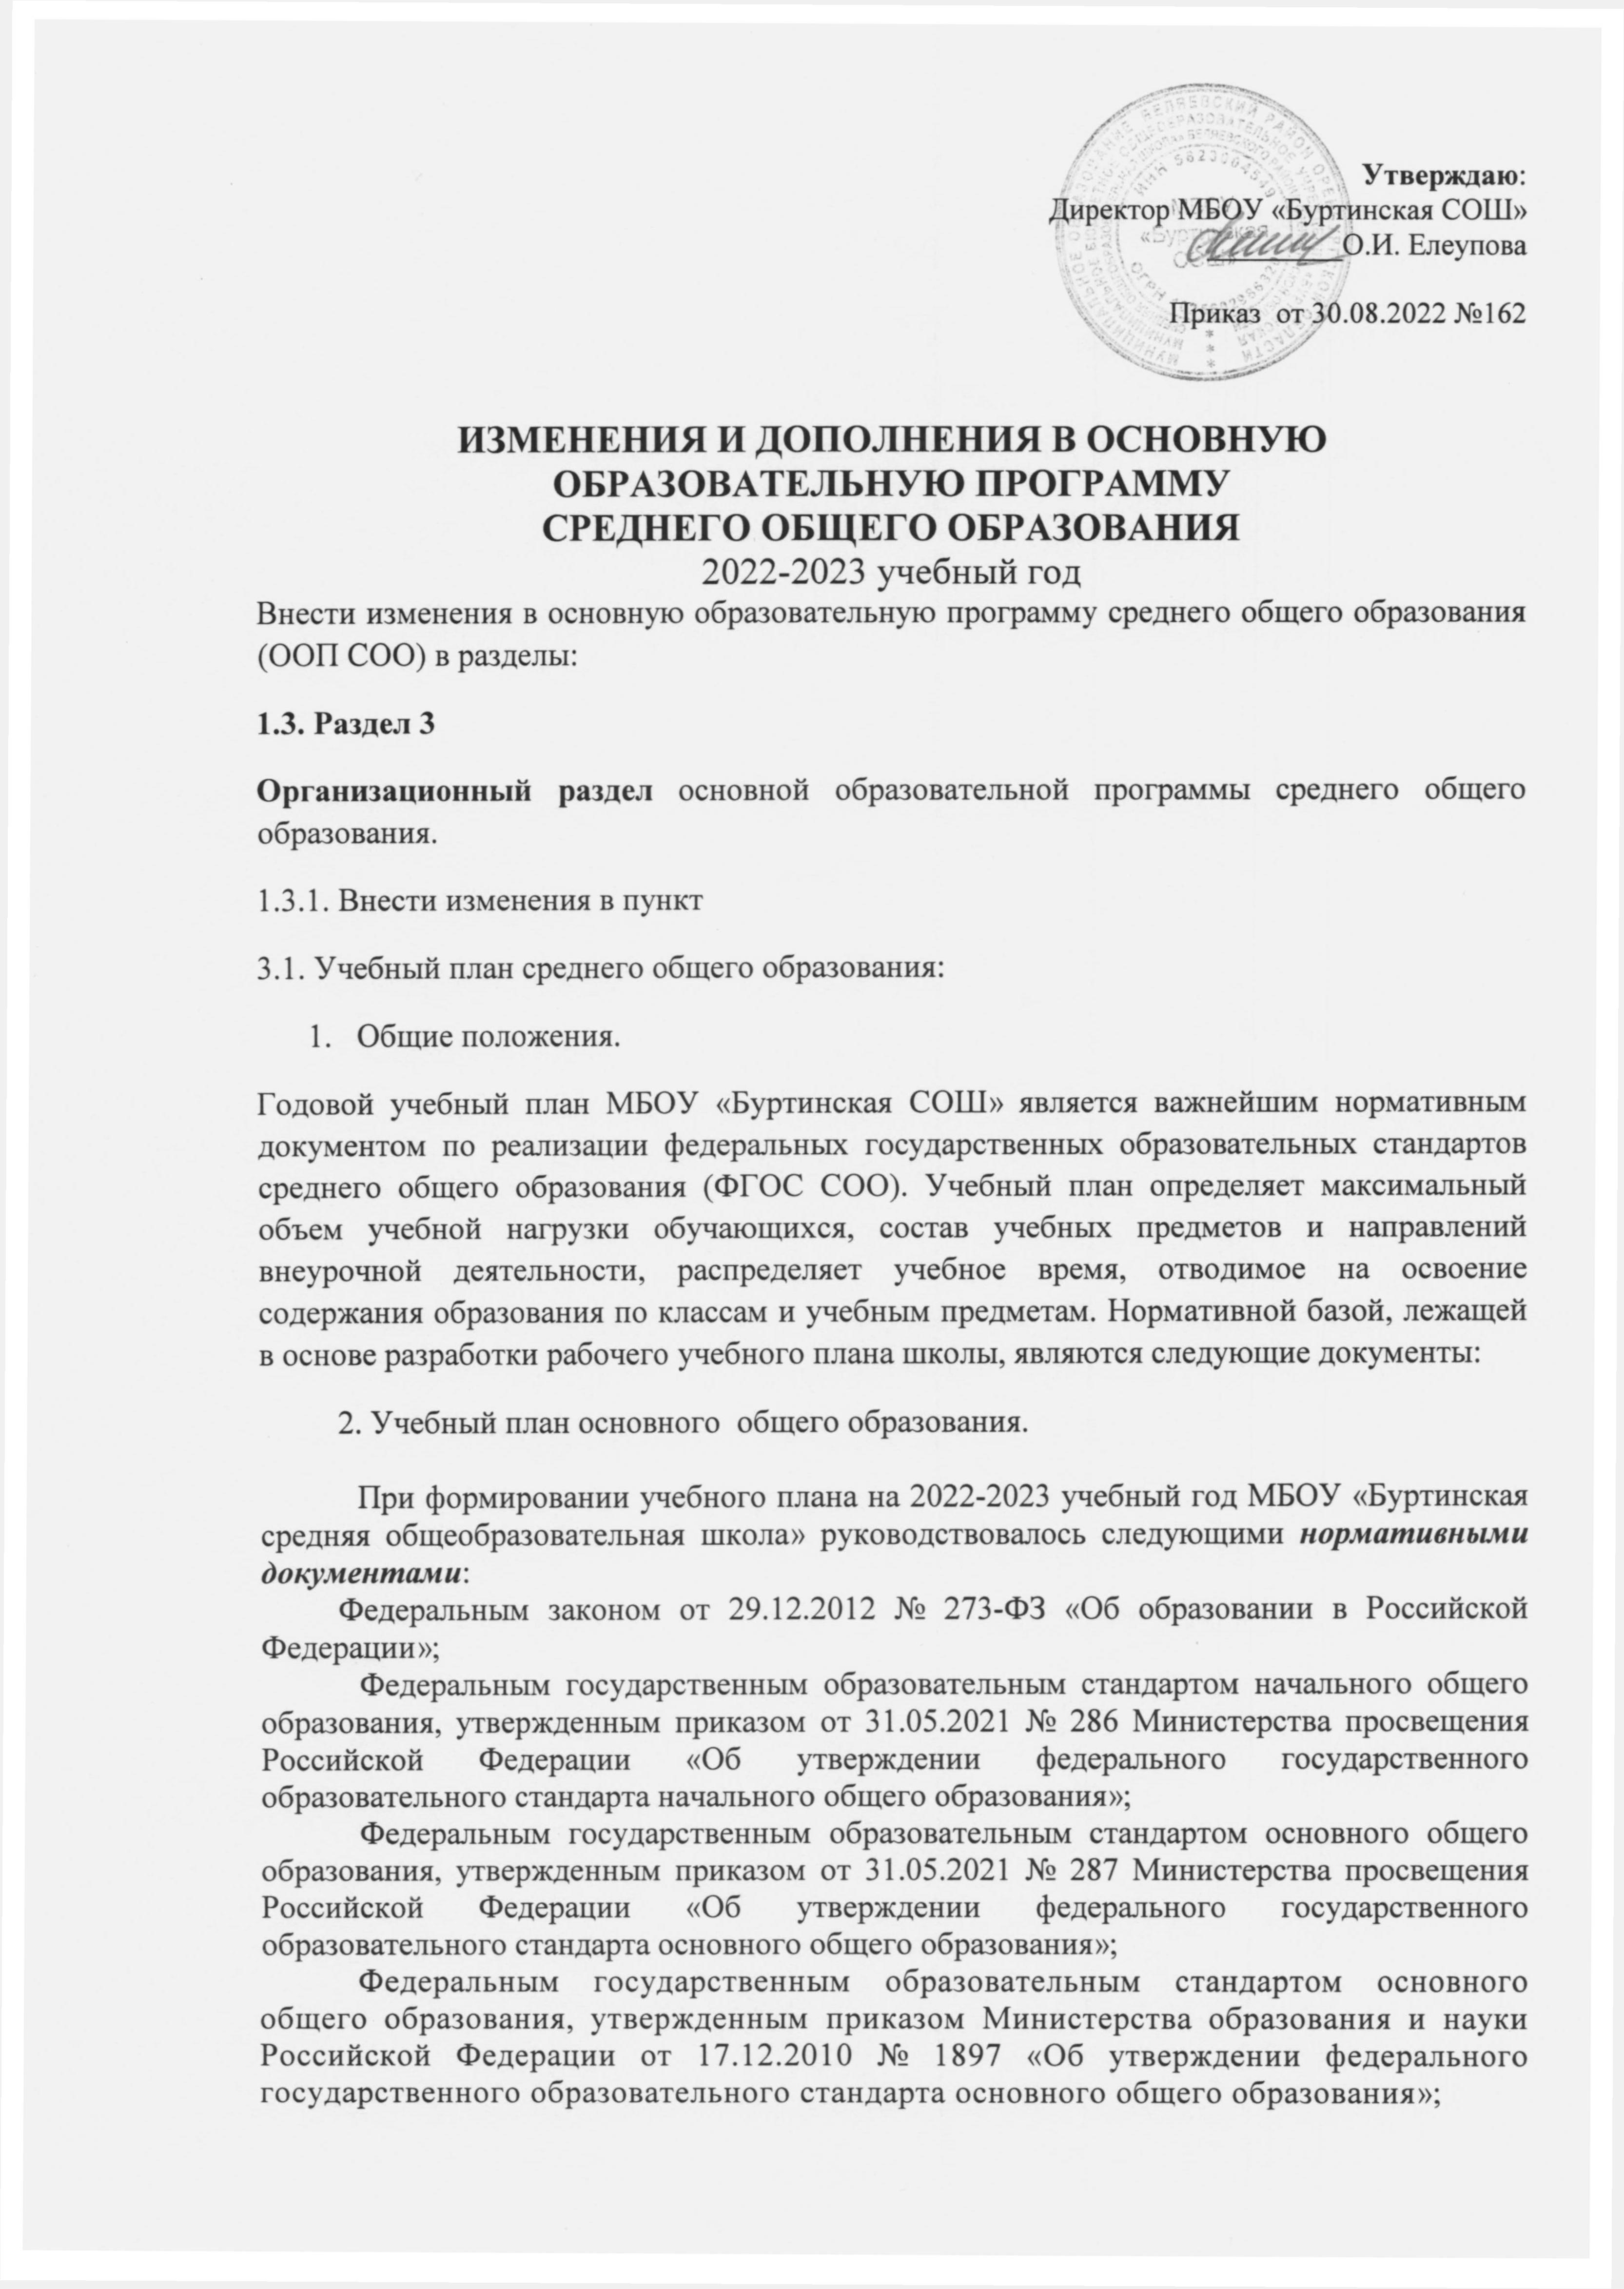 Утверждаю:
Директор МБОУ «Буртинская СОШ»
О.И. Елеупова
Приказ от 30.08.2022 №162
ИЗМЕНЕНИЯ И ДОПОЛНЕНИЯ В ОСНОВНУЮ
ОБРАЗОВАТЕЛЬНУЮ ПРОГРАММУ
СРЕДНЕГО ОБЩЕГО ОБРАЗОВАНИЯ
2022-2023 учебный год
Внести изменения в основную образовательную программу среднего общего образования
(ООП СОО) в разделы:
1.3. Раздел 3
Организационный раздел основной образовательной программы среднего общего
образования.
1.3.1. Внести изменения в пункт
3.1. Учебный план среднего общего образования:
1. Общие положения.
Годовой учебный план МБОУ «Буртинская СОШ» является важнейшим нормативным
документом по реализации федеральных государственных образовательных стандартов
среднего общего образования (ФГОС СОО). Учебный план определяет максимальный
объем учебной нагрузки обучающихся, состав учебных предметов и направлений
внеурочной деятельности, распределяет учебное время, отводимое на освоение
содержания образования по классам и учебным предметам. Нормативной базой, лежащей
в основе разработки рабочего учебного плана школы, являются следующие документы:
2. Учебный план основного общего образования.
При формировании учебного плана на 2022-2023 учебный год МБОУ «Буртинская
средняя общеобразовательная школа» руководствовалось следующими нормативными
документами:
Федеральным законом от 29.12.2012 № 273-ФЗ «Об образовании в Российской
Федерации»;
Федеральным государственным образовательным стандартом начального общего
образования, утвержденным приказом от 31.05.2021 № 286 Министерства просвещения
Российской Федерации «Об утверждении федерального государственного
образовательного стандарта начального общего образования»;
Федеральным государственным образовательным стандартом основного общего
образования, утвержденным приказом от 31.05.2021 № 287 Министерства просвещения
Российской Федерации «Об утверждении федерального государственного
образовательного стандарта основного общего образования»;
Федеральным государственным образовательным стандартом основного
общего образования, утвержденным приказом Министерства образования и науки
Российской Федерации от 17.12.2010 № 1897 «Об утверждении федерального
государственного образовательного стандарта основного общего образования»;